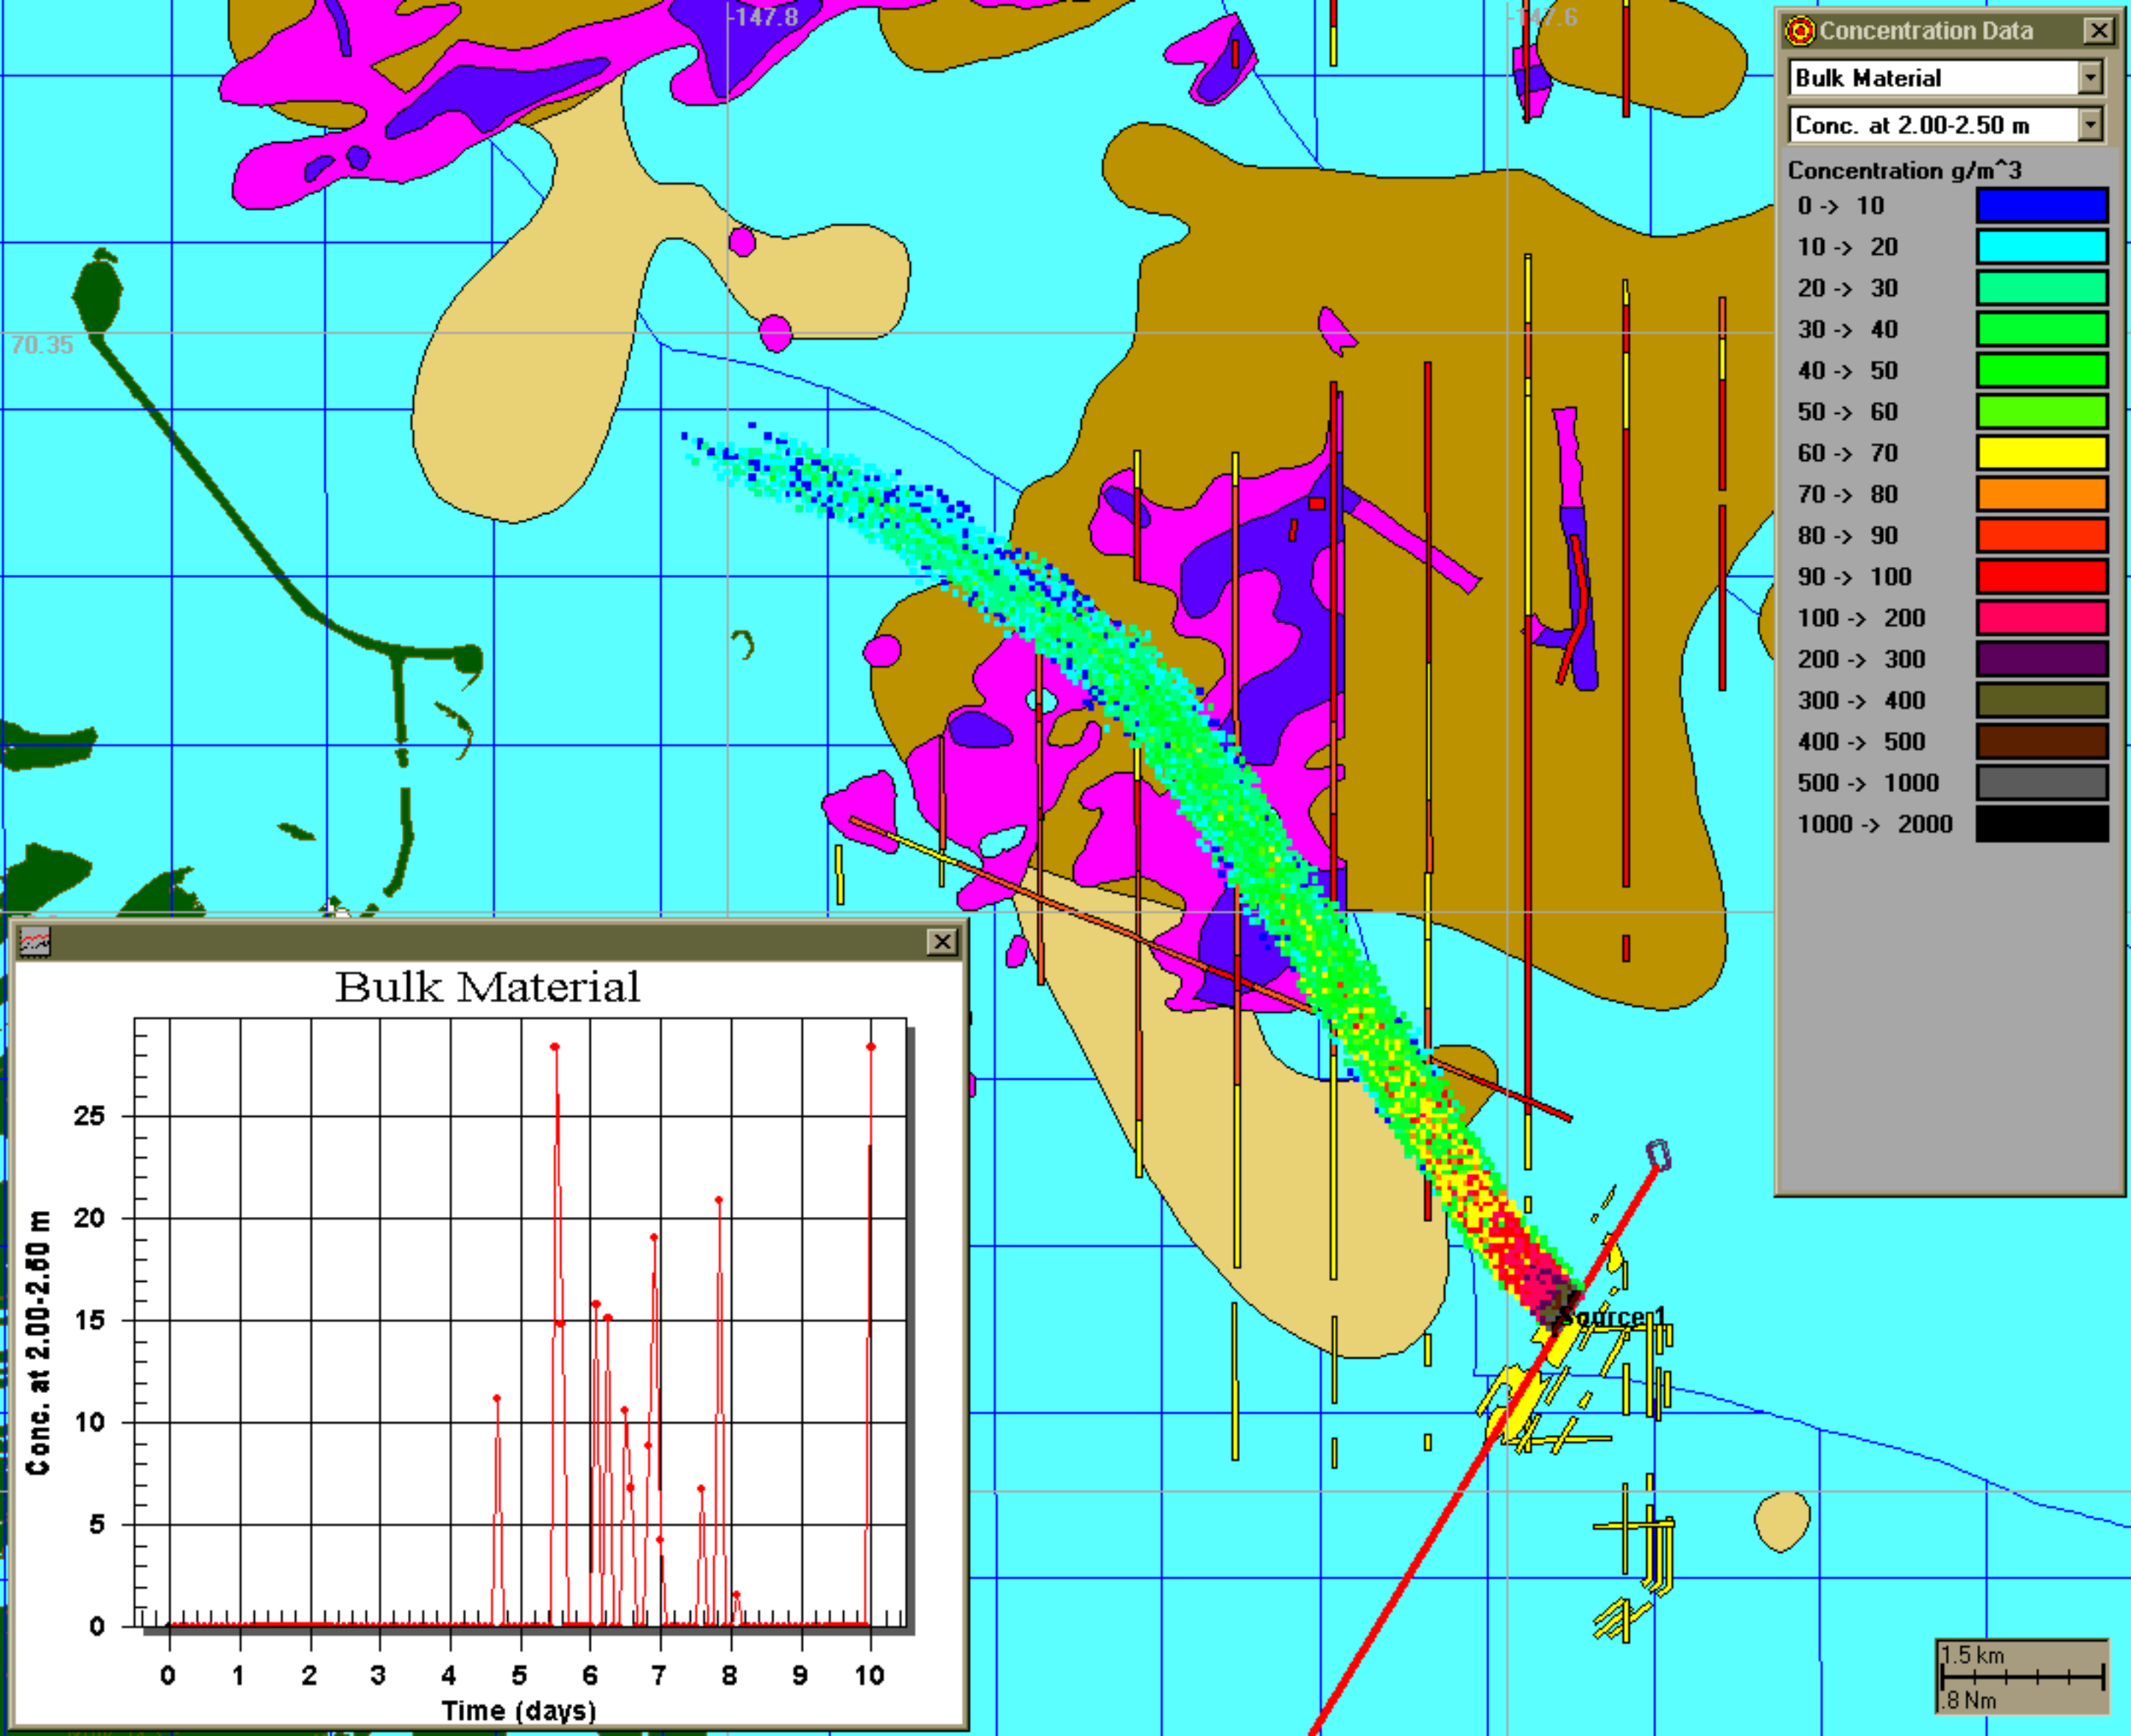 -147.8
-147.6
70.35
Concentration Data
Bulk Material
Conc. at 2.00-2.50 m
Concentration g/m^3
0 -> 10
10 -> 20
20 -> 30
30 -> 40
40 -> 50
50 -> 60
60 -> 70
70 -> 80
80 -> 90
90 -> 100
100 -> 200
200 -> 300
300 -> 400
400 -> 500
500 -> 1000
1000 -> 2000
Source 1
Bulk Material
Conc. at 2.00-2.50 m
25
20
15
10
5
0
0 1 2 3 4 5 6 7 8 9 10
Time (days)
1.5 km
.8 Nm